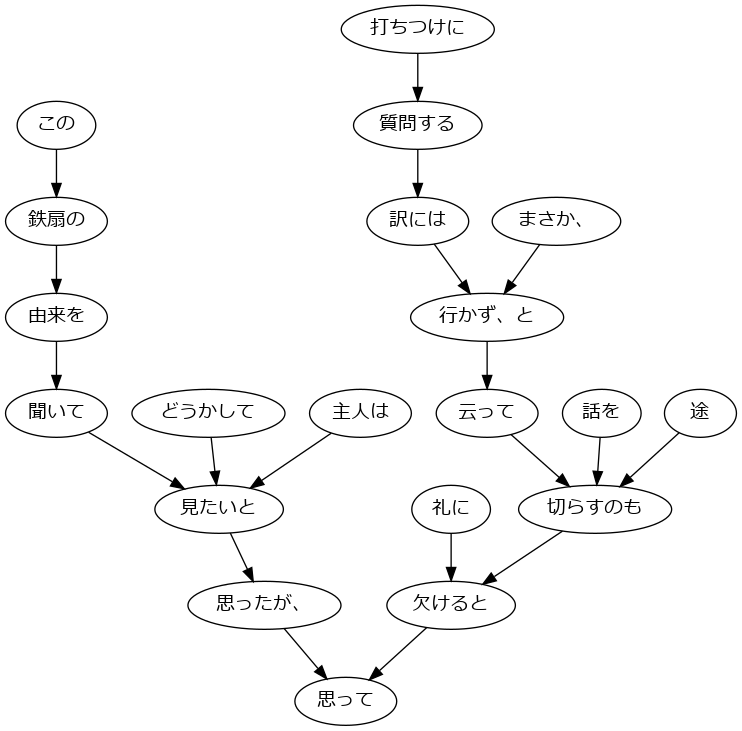 打ちつけに
この
質問する
鉄扇の
訳には
まさか、
由来を
行かず、と
聞いて
どうかして
主人は
云って
話を
途
見たいと
礼に
切らすのも
思ったが、
欠けると
思って